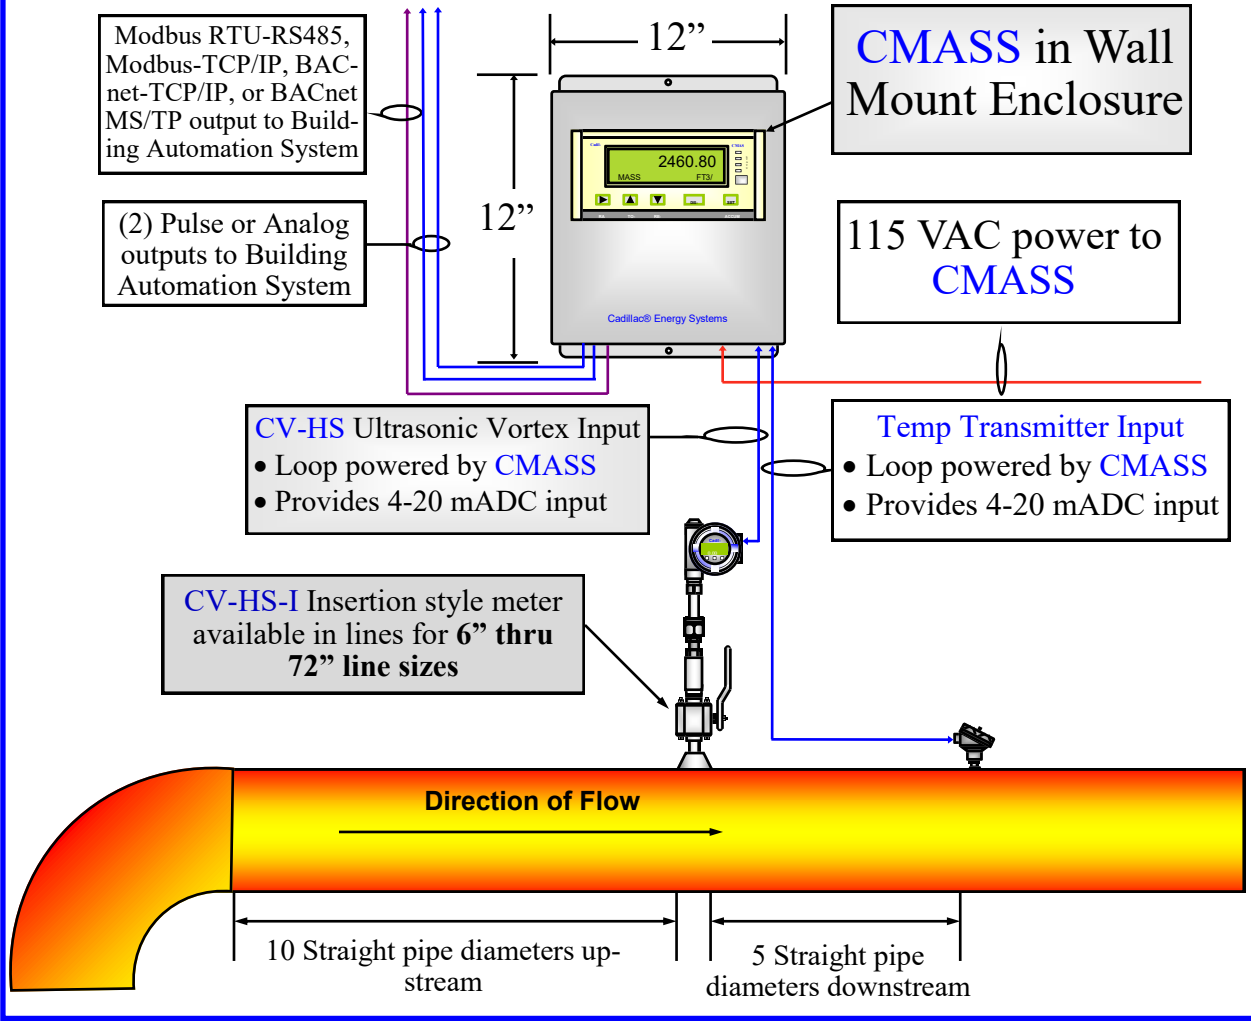 Modbus RTU-RS485,
Modbus-TCP/IP, BAC-
net-TCP/IP, or BACnet
MS/TP output to Build-
ing Automation System
(2) Pulse or Analog
outputs to Building
Automation System
12”
12”
CMASS in Wall
Mount Enclosure
2460.80
MASS
FT3/
Cadillac® Energy Systems
115 VAC power to
CMASS
CV-HS Ultrasonic Vortex Input
• Loop powered by CMASS
• Provides 4-20 mADC input
Temp Transmitter Input
• Loop powered by CMASS
• Provides 4-20 mADC input
CV-HS-I Insertion style meter
available in lines for 6” thru
72” line sizes
Direction of Flow
10 Straight pipe diameters up-
stream
5 Straight pipe
diameters downstream